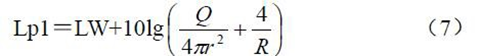 Lp1＝LW+10lg(Q/4πr² + 4/R) （7）